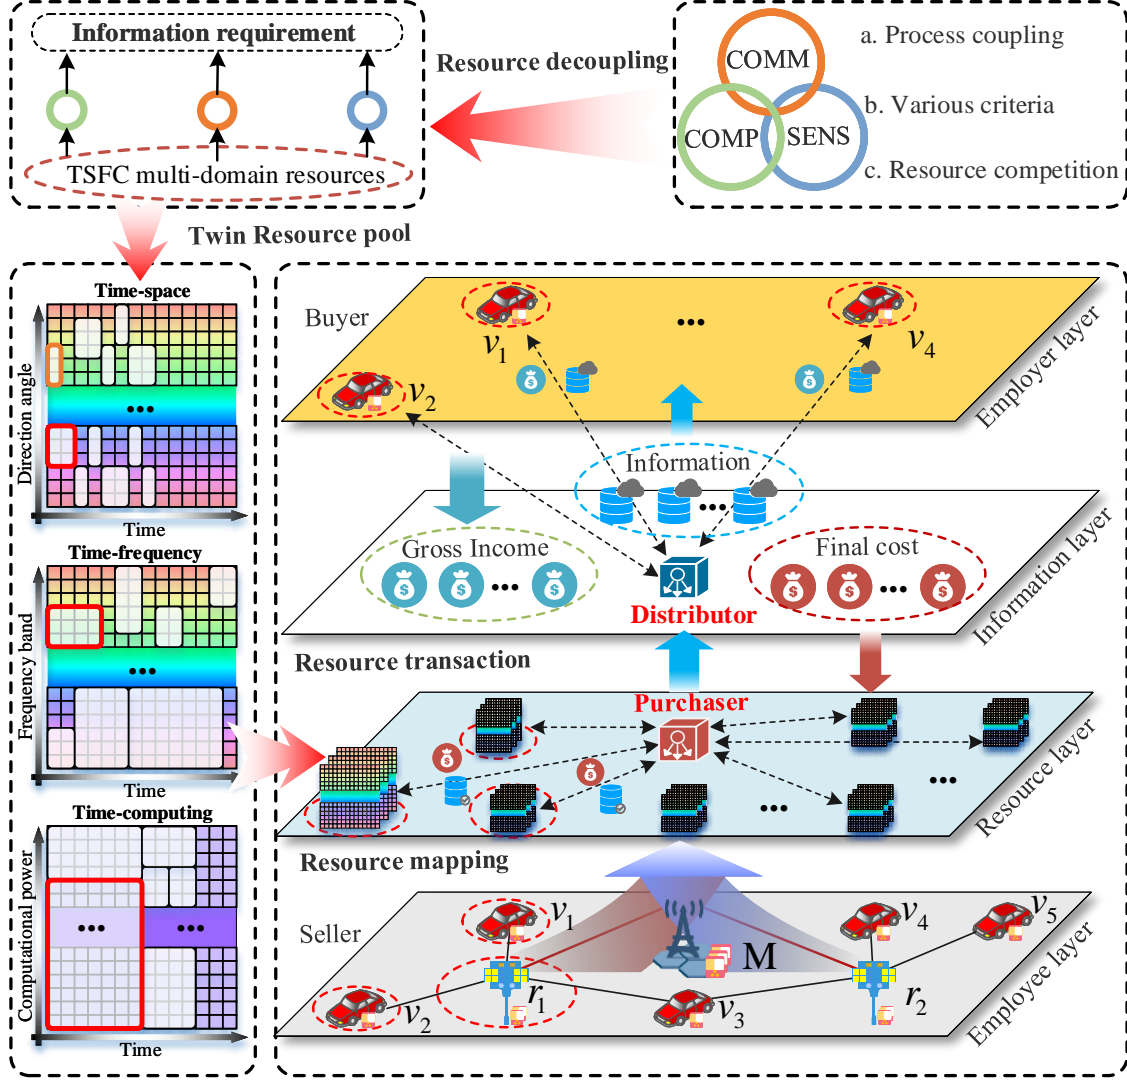 Information requirement
TSFC multi-domain resources
Resource decoupling
COMM
COMP
SENS
a. Process coupling
b. Various criteria
c. Resource competition
Twin Resource pool
Time-space
Direction angle
...
Time
Time-frequency
Frequency band
...
Time
Time-computing
Computational power
... ...
Time
Buyer
v1
...
v4
v2
Employer layer
Information
...
Gross Income
$ $ ... $
Final cost
$ $ ... $
Distributor
Information layer
Resource transaction
Purchaser
...
...
Resource layer
Resource mapping
Seller
v1
v4
v5
M
r1
r2
v2
v3
Employee layer